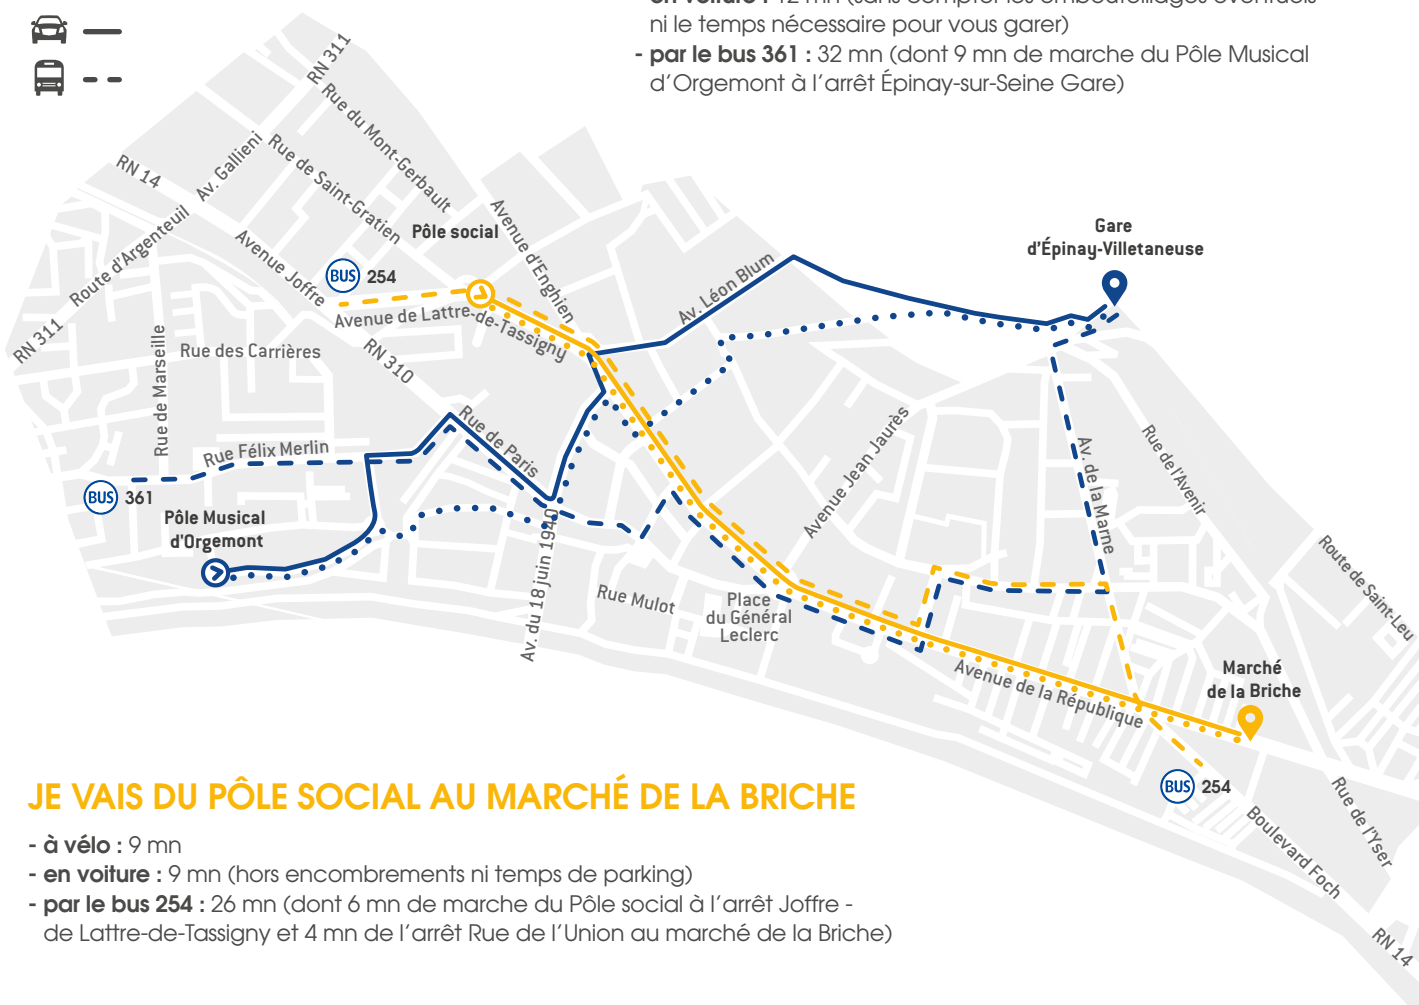 en voiture : 12 mn (sans compter les embouteillages éventuels
ni le temps nécessaire pour vous garer)
- par le bus 361 : 32 mn (dont 9 mn de marche du Pôle Musical
d'Orgemont à l'arrêt Épinay-sur-Seine Gare)
RN 311
Rue du Mont-Gerbault
Av. Gallieni
Rue de Saint-Gratien
RN 14
Route d'Argenteuil
Avenue Joffre
Pôle social
Avenue d'Enghien
BUS 254
Avenue de Lattre-de-Tassigny
Av. Léon Blum
Gare
d'Épinay-Villetaneuse
RN 311
Rue de Marseille
Rue des Carrières
RN 310
Rue Félix Merlin
Rue de Paris
BUS 361
Pôle Musical
d'Orgemont
Avenue Jean Jaurès
Av. de la Marne
Rue de l'Avenir
Route de Saint-Leu
Av. du 18 juin 1940
Rue Mulot
Place
du Général
Leclerc
Avenue de la République
Marché
de la Briche
BUS 254
Boulevard Foch
Rue de l'Yser
RN 14
JE VAIS DU PÔLE SOCIAL AU MARCHÉ DE LA BRICHE
- à vélo : 9 mn
- en voiture : 9 mn (hors encombrements ni temps de parking)
- par le bus 254 : 26 mn (dont 6 mn de marche du Pôle social à l'arrêt Joffre -
de Lattre-de-Tassigny et 4 mn de l'arrêt Rue de l'Union au marché de la Briche)